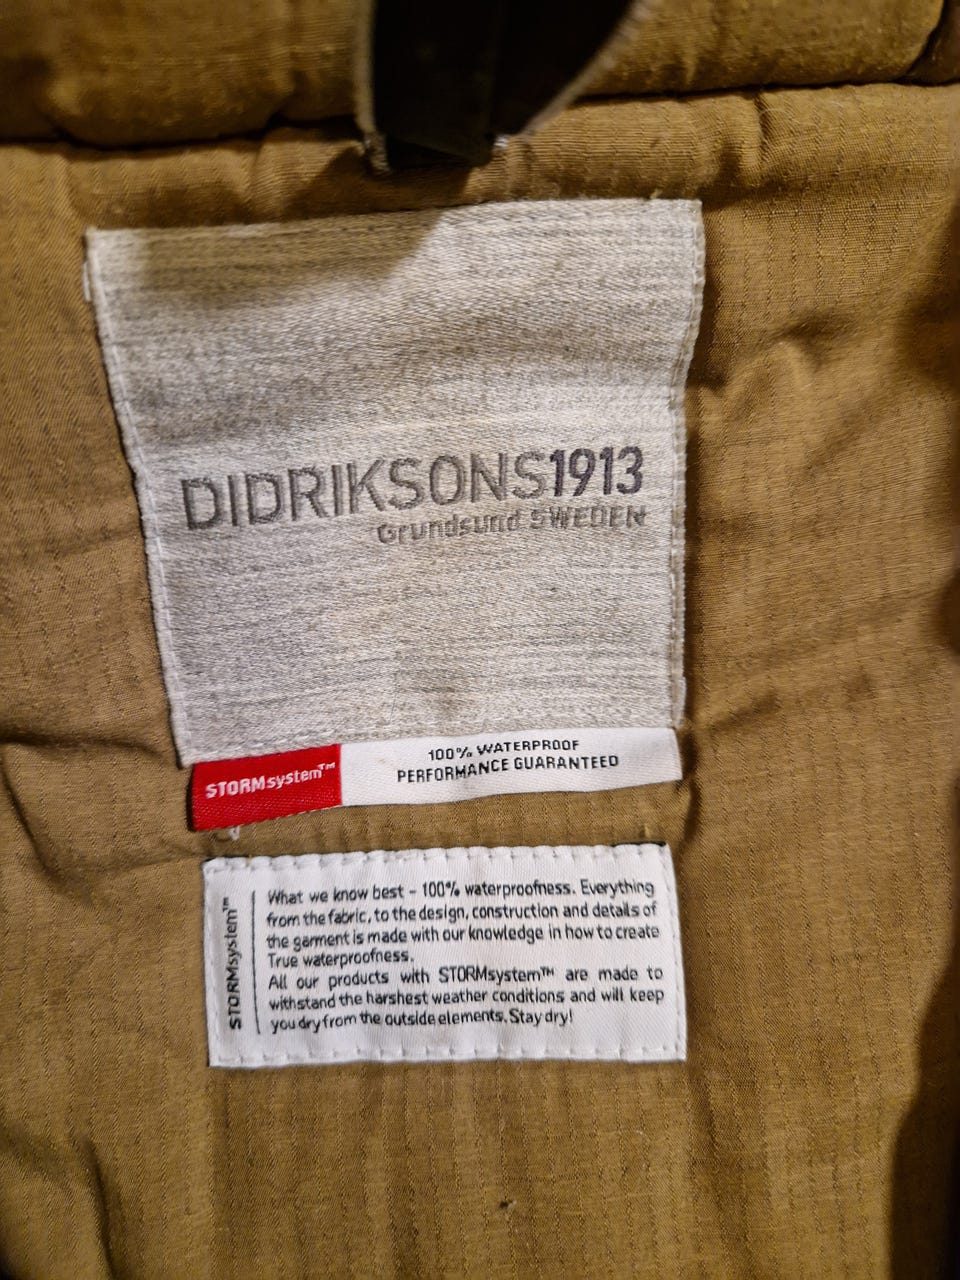 DIDRIKSONS1913
Grundsund SWEDEN
STORMsystem™
100% WATERPROOF
PERFORMANCE GUARANTEED
STORMsystem™
What we know best - 100% waterproofness. Everything
from the fabric, to the design, construction and details of
the garment is made with our knowledge in how to create
True waterproofness.
All our products with STORMsystem™ are made to
withstand the harshest weather conditions and will keep
you dry from the outside elements. Stay dry!